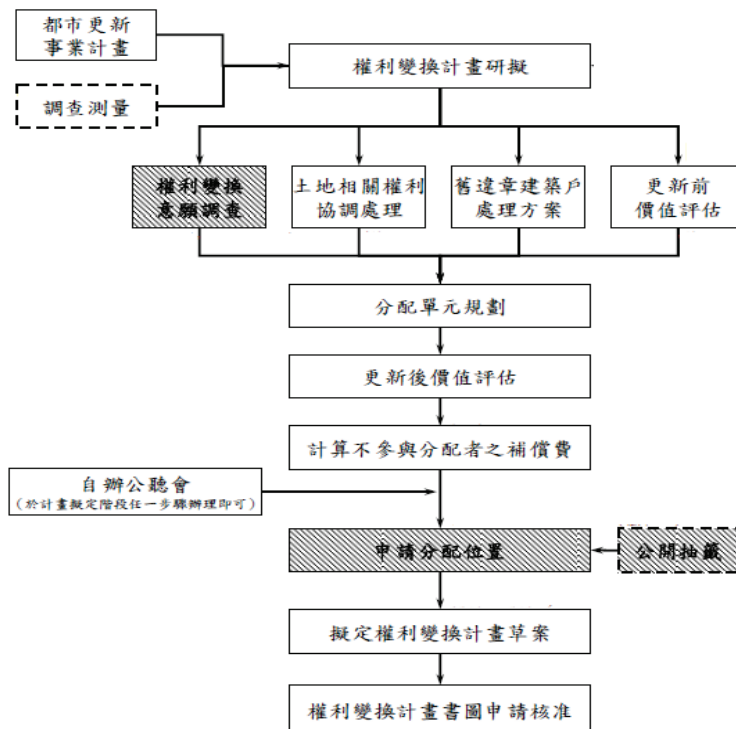 都市更新
事業計畫
權利變換計畫研擬
調查測量
權利變換
意願調查
土地相關權利
協調處理
舊違章建築戶
處理方案
更新前
價值評估
分配單元規劃
更新後價值評估
計算不參與分配者之補償費
自辦公聽會
(於計畫擬定階段任一步驟辦理即可)
申請分配位置
公開抽籤
擬定權利變換計畫草案
權利變換計畫書圖申請核准